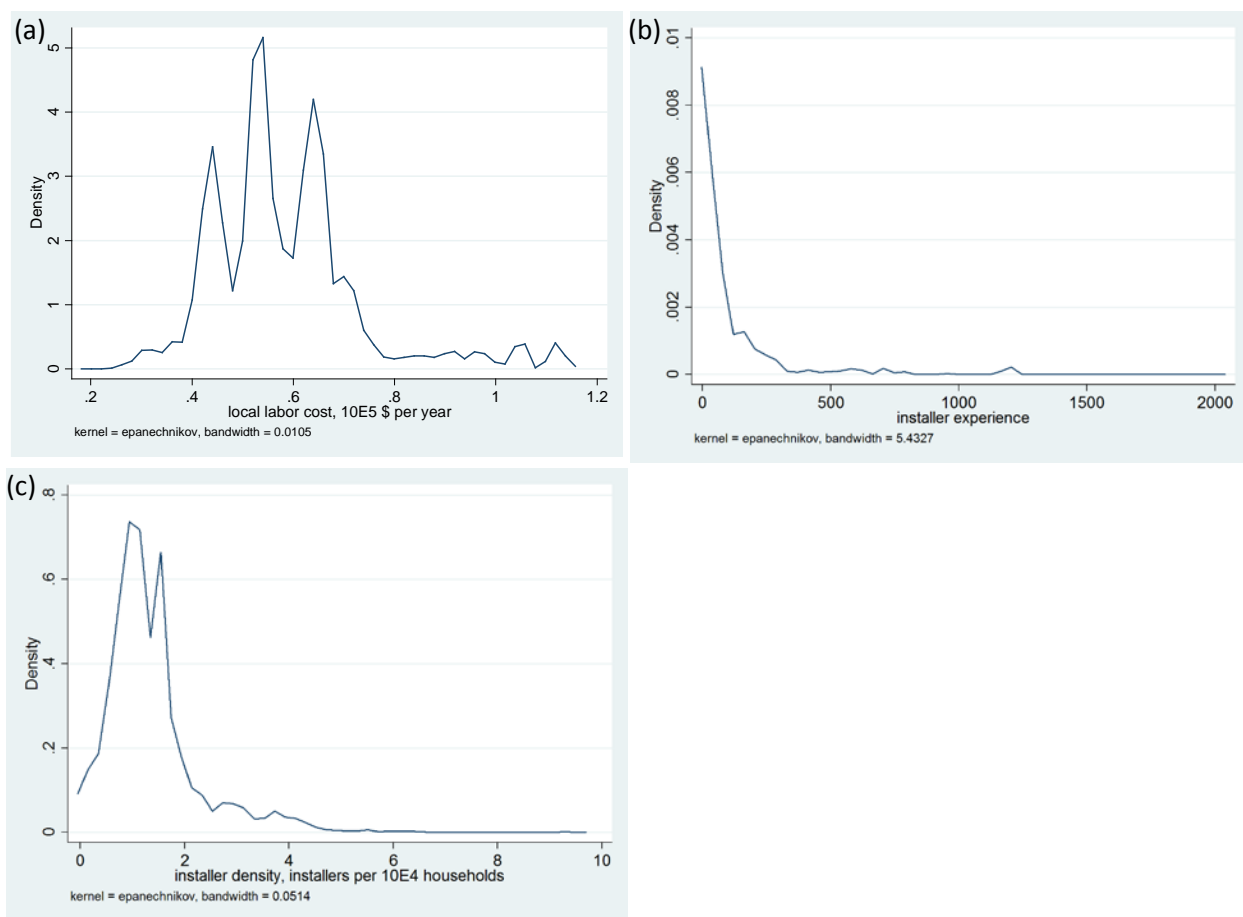 (a)
Density
5
4
3
2
1
0
.2 .4 .6 .8 1 1.2
local labor cost, 10E5 $ per year
kernel = epanechnikov, bandwidth = 0.0105
(b)
Density
.01
.008
.006
.004
.002
0
0 500 1000 1500 2000
installer experience
kernel = epanechnikov, bandwidth = 5.4327
(c)
Density
.8
.6
.4
.2
0
0 2 4 6 8 10
installer density, installers per 10E4 households
kernel = epanechnikov, bandwidth = 0.0514